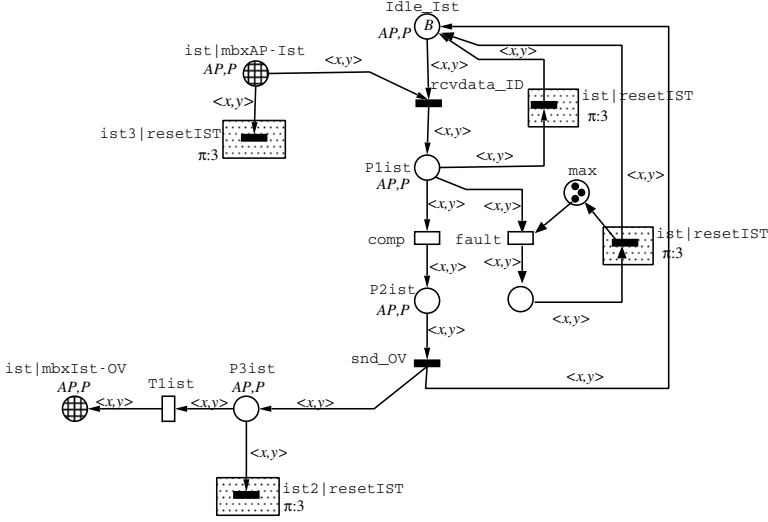 Idle_Ist
B
AP,P
ist|mbxAP-Ist
AP,P
<x,y>
<x,y>
<x,y>
<x,y>
rcvdata_ID
ist|resetIST
π:3
ist3|resetIST
π:3
<x,y>
<x,y>
P1ist
AP,P
max
<x,y>
<x,y>
<x,y>
comp
fault
ist|resetIST
π:3
<x,y>
<x,y>
P2ist
AP,P
<x,y>
<x,y>
snd_OV
ist|mbxIst-OV
AP,P
T1ist
P3ist
AP,P
<x,y>
<x,y>
<x,y>
<x,y>
<x,y>
ist2|resetIST
π:3